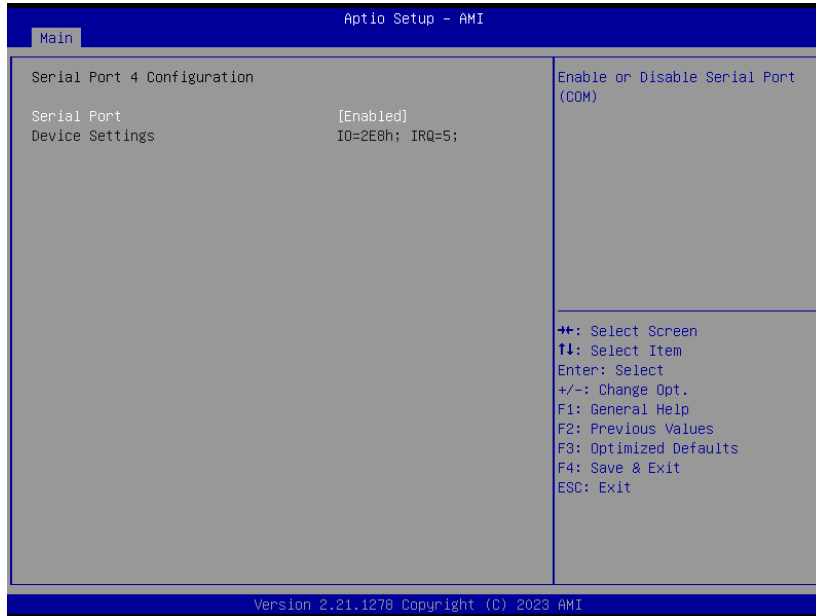 Aptio Setup - AMI
Main
Serial Port 4 Configuration
Serial Port [Enabled]
Device Settings IO=2E8h; IRQ=5;
Enable or Disable Serial Port
(COM)
→←: Select Screen
↑↓: Select Item
Enter: Select
+/-: Change Opt.
F1: General Help
F2: Previous Values
F3: Optimized Defaults
F4: Save & Exit
ESC: Exit
Version 2.21.1278 Copyright (C) 2023 AMI